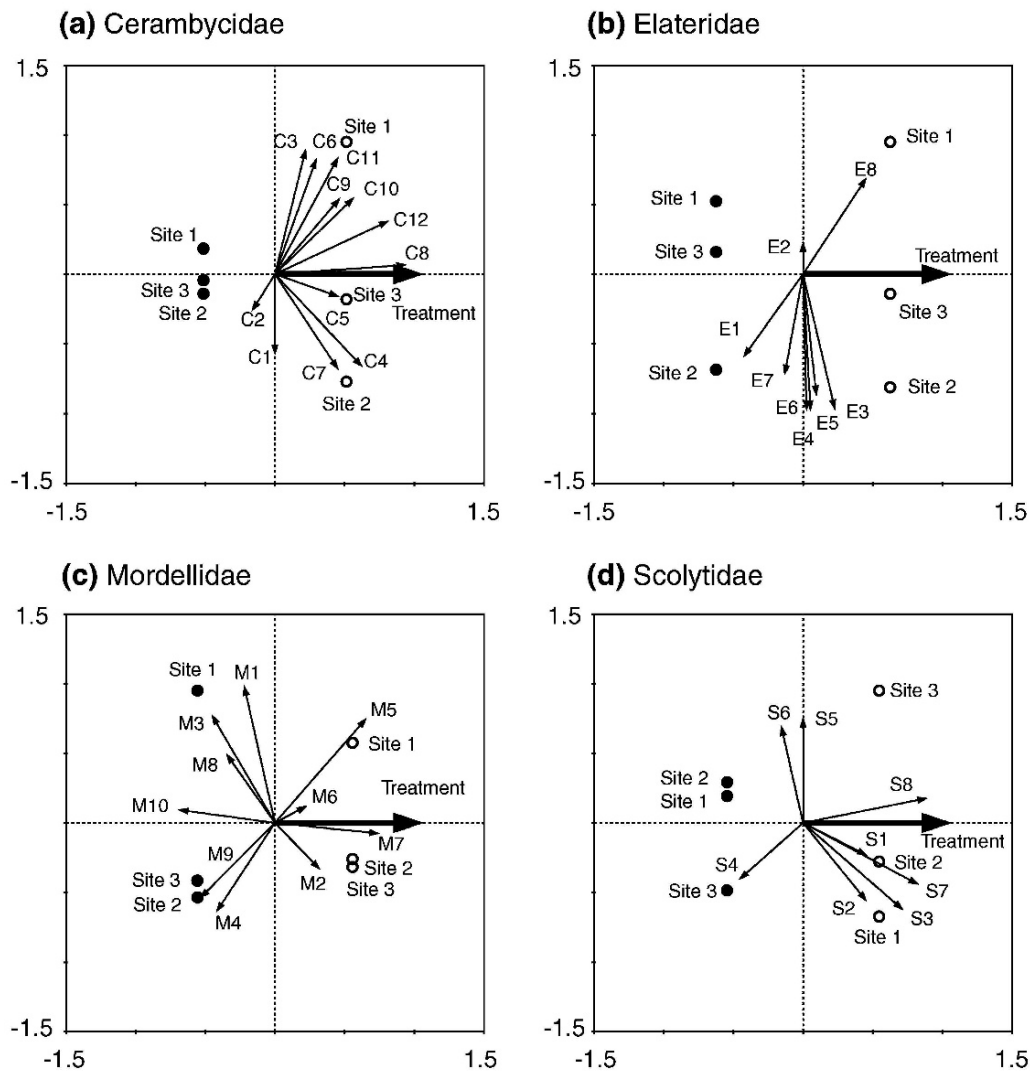 (a) Cerambycidae
1.5
C3
C6
Site 1
C11
C9
C10
C12
Site 1
C8
Site 3
Site 3
Treatment
Site 2
C2
C5
C1
C7
C4
Site 2
-1.5
-1.5
1.5
(b) Elateridae
1.5
Site 1
E8
Site 1
E2
Site 3
Treatment
Site 3
E1
Site 2
E7
Site 2
E6
E3
E5
E4
-1.5
-1.5
1.5
(c) Mordellidae
1.5
Site 1
M1
M3
M5
Site 1
M8
Treatment
M10
M6
M7
M9
Site 2
Site 3
M2
Site 3
Site 2
M4
-1.5
-1.5
1.5
(d) Scolytidae
1.5
Site 3
S6
S5
Site 2
Site 1
S8
S1
Treatment
S4
Site 2
Site 3
S7
S2
S3
Site 1
-1.5
-1.5
1.5